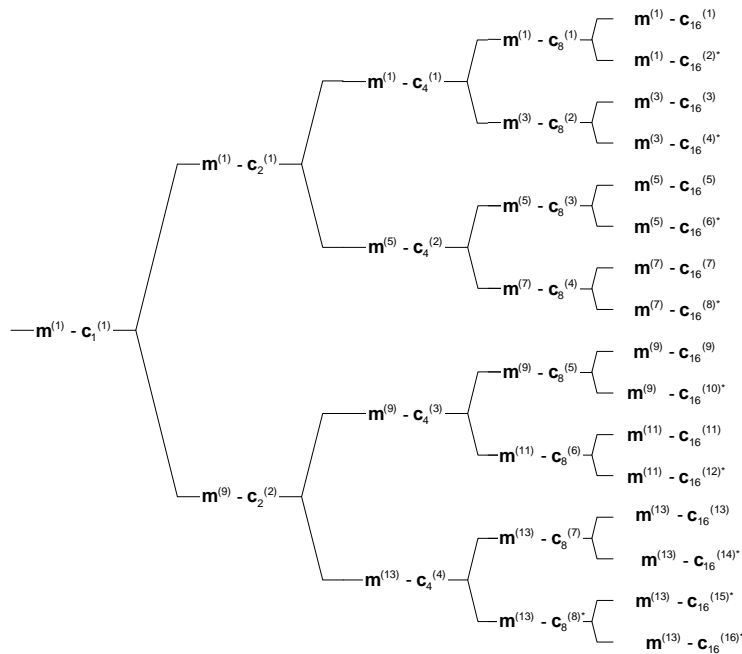 m(1) - c16(1)
m(1) - c8(1)
m(1) - c16(2)*
m(1) - c4(1)
m(3) - c16(3)
m(3) - c8(2)
m(3) - c16(4)*
m(1) - c2(1)
m(5) - c16(5)
m(5) - c8(3)
m(5) - c16(6)*
m(5) - c4(2)
m(7) - c16(7)
m(7) - c8(4)
m(7) - c16(8)*
m(1) - c1(1)
m(9) - c16(9)
m(9) - c8(5)
m(9) - c16(10)*
m(9) - c4(3)
m(11) - c16(11)
m(11) - c8(6)
m(11) - c16(12)*
m(9) - c2(2)
m(13) - c16(13)
m(13) - c8(7)
m(13) - c16(14)*
m(13) - c4(4)
m(13) - c16(15)*
m(13) - c8(8)*
m(13) - c16(16)*